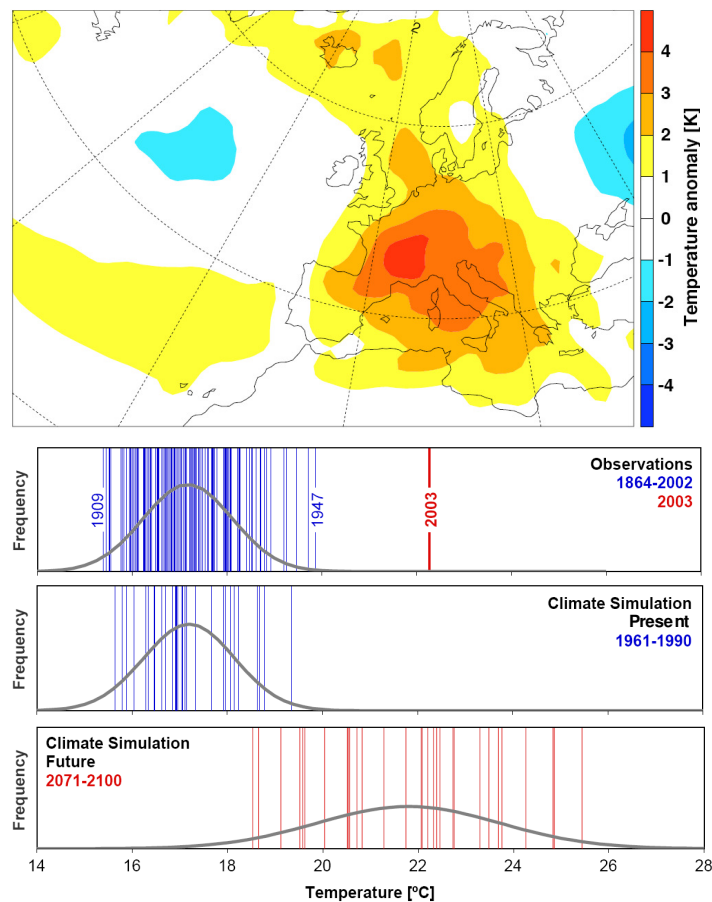 2
4
3
2
1
0
-1
-2
-3
-4
Temperature anomaly [K]
Frequency
1909
1947
2003
Observations
1864-2002
2003
Frequency
Climate Simulation
Present
1961-1990
Frequency
Climate Simulation
Future
2071-2100
14 16 18 20 22 24 26 28
Temperature [ºC]